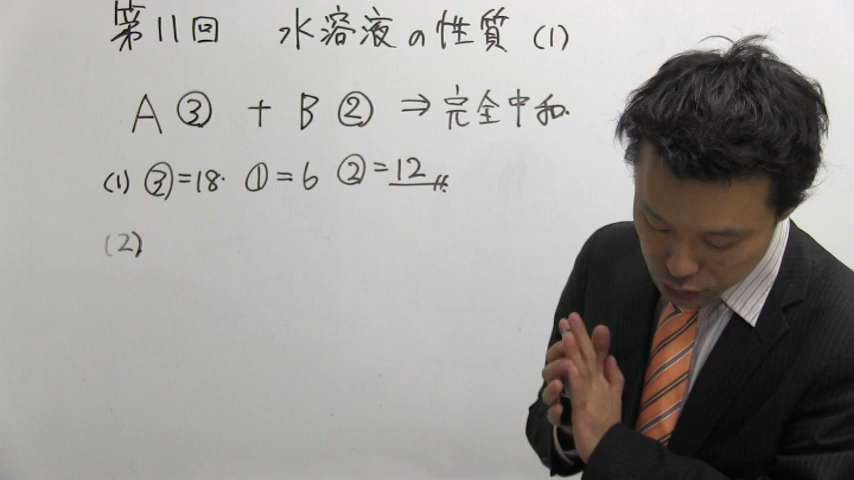 第11回 水溶液の性質 (1)
A ③ + B ② ⇒ 完全中和.
(1) ③=18. ①=6 ②=12
(2)